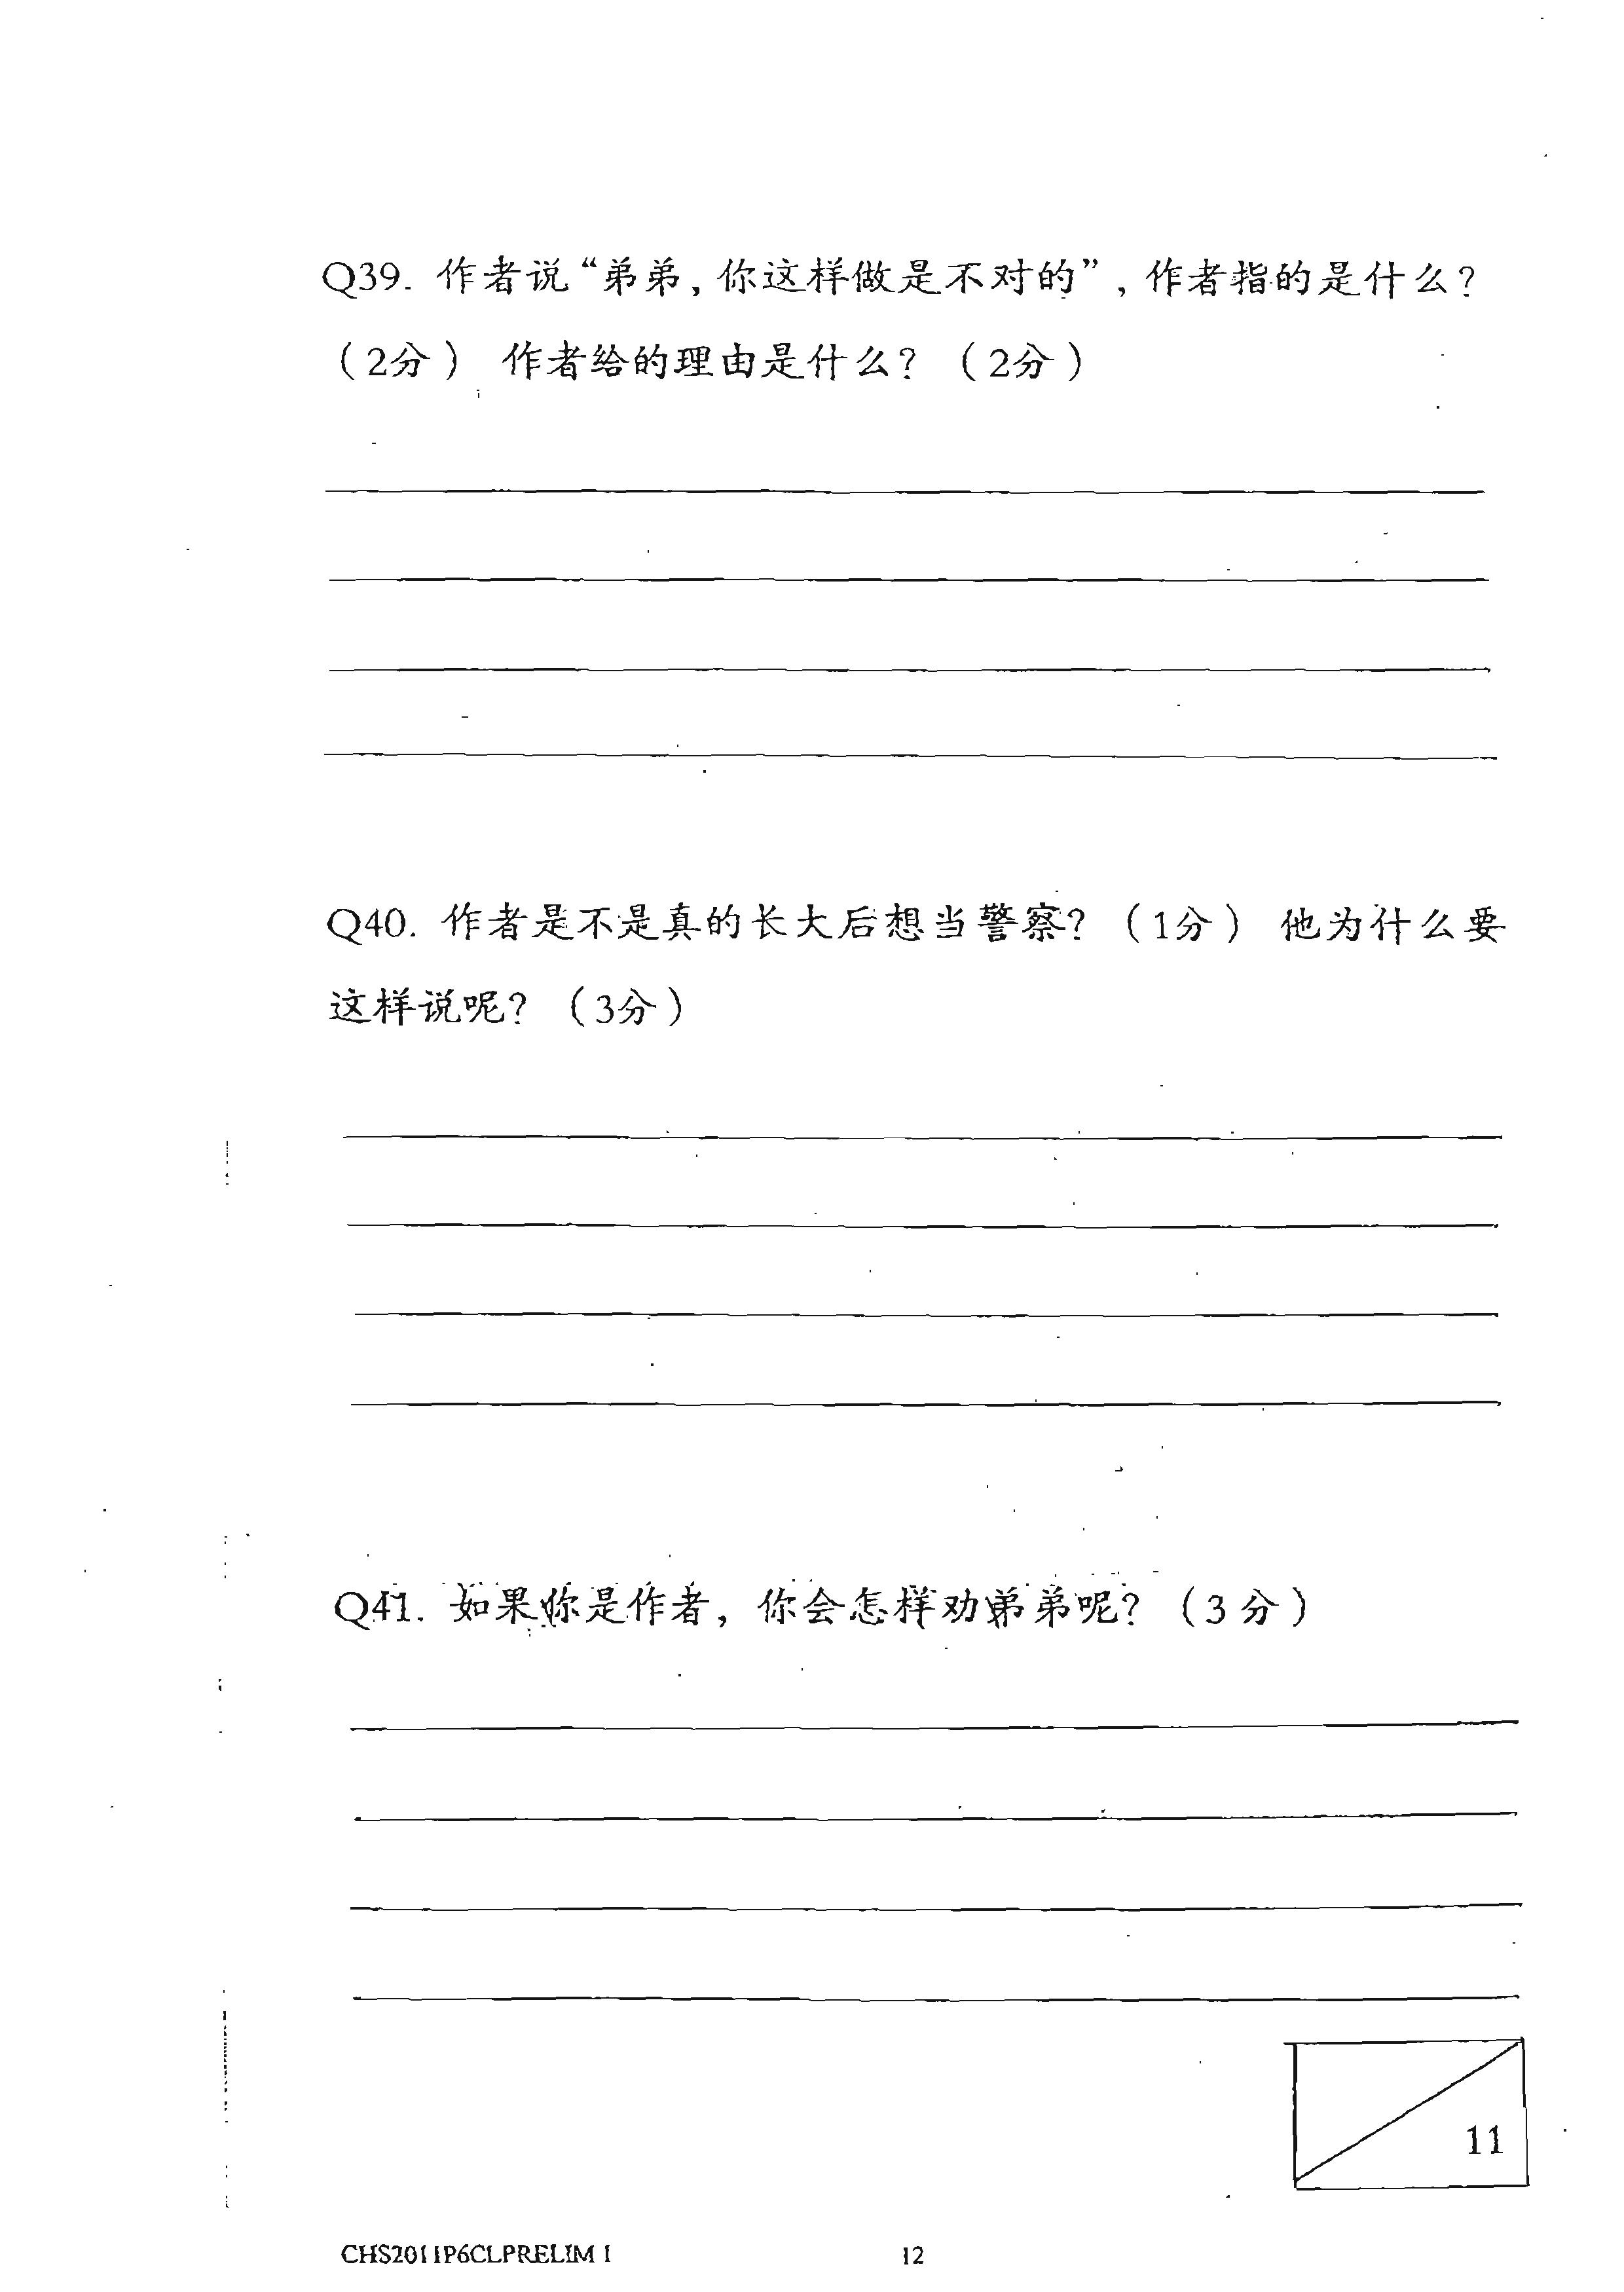 Q39. 作者说“弟弟，你这样做是不对的”，作者指的是什么？
（2分） 作者给的理由是什么？（2分）
Q40. 作者是不是真的长大后想当警察？（1分） 他为什么要
这样说呢？（3分）
Q41. 如果你是作者，你会怎样劝弟弟呢？（3分）
11
CHS2011P6CLPRELIM 1
12